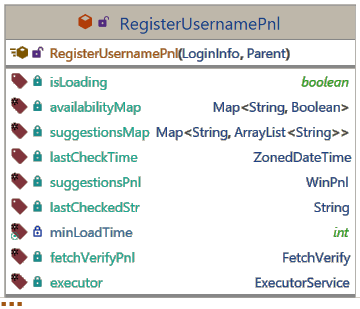 RegisterUsernamePnl
RegisterUsernamePnl(LoginInfo, Parent)
isLoading boolean
availabilityMap Map<String, Boolean>
suggestionsMap Map<String, ArrayList<String>>
lastCheckTime ZonedDateTime
suggestionsPnl WinPnl
lastCheckedStr String
minLoadTime int
fetchVerifyPnl FetchVerify
executor ExecutorService